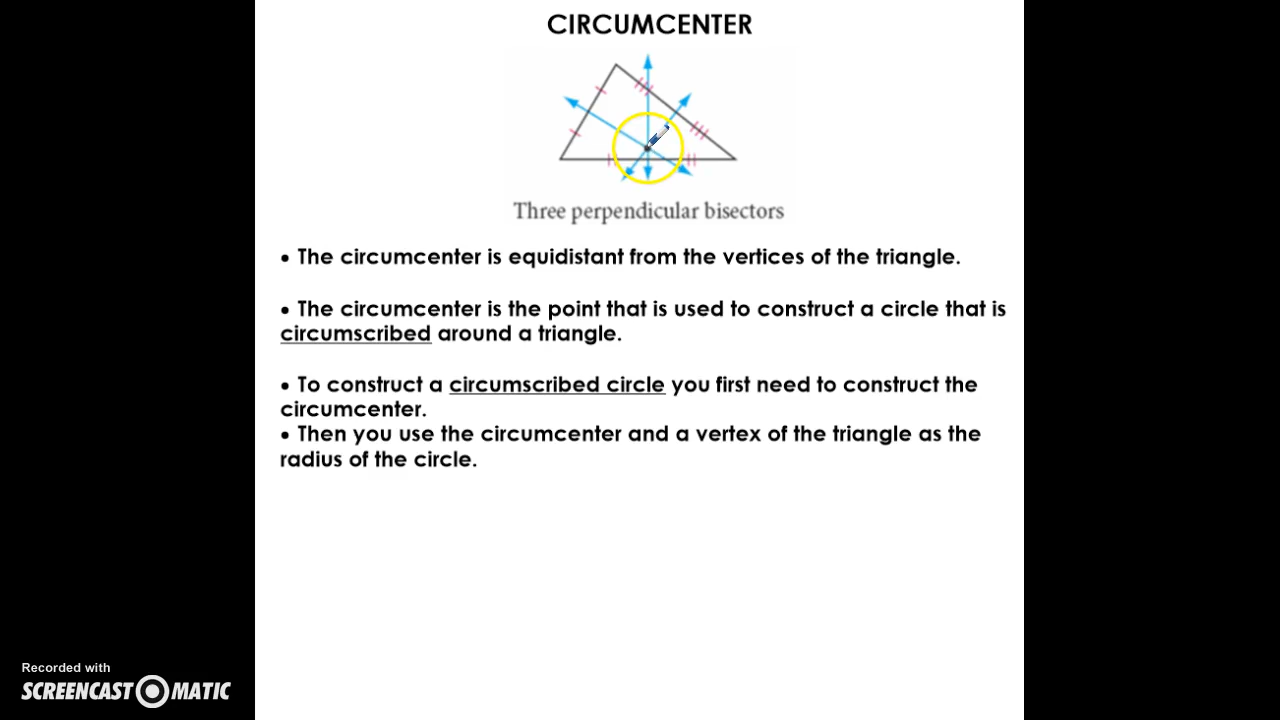 CIRCUMCENTER
Three perpendicular bisectors
• The circumcenter is equidistant from the vertices of the triangle.
• The circumcenter is the point that is used to construct a circle that is
circumscribed around a triangle.
• To construct a circumscribed circle you first need to construct the
circumcenter.
• Then you use the circumcenter and a vertex of the triangle as the
radius of the circle.
Recorded with
SCREENCAST MATIC